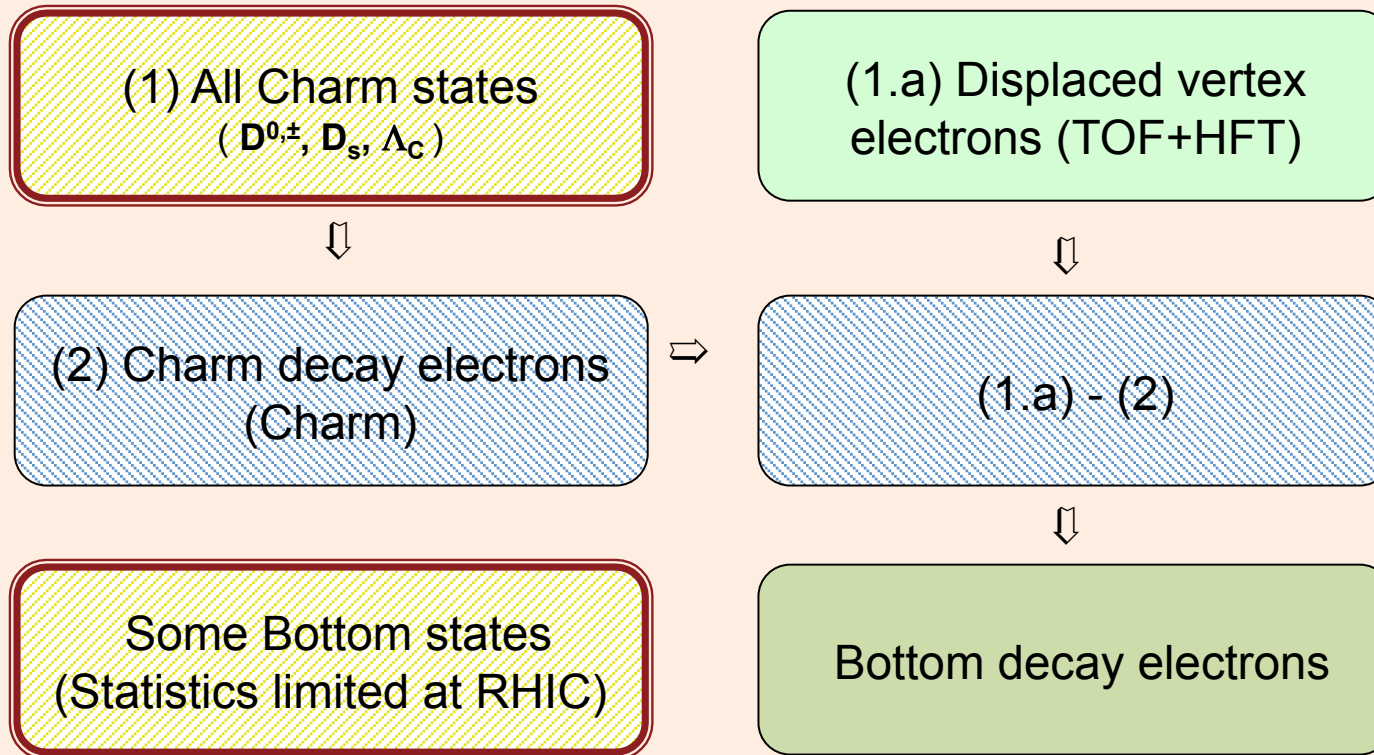 (1) All Charm states
( D⁰,±, Dₛ, Λ_C )
(1.a) Displaced vertex
electrons (TOF+HFT)
⇩
⇩
(2) Charm decay electrons
(Charm)
⇨
(1.a) - (2)
⇩
Some Bottom states
(Statistics limited at RHIC)
Bottom decay electrons